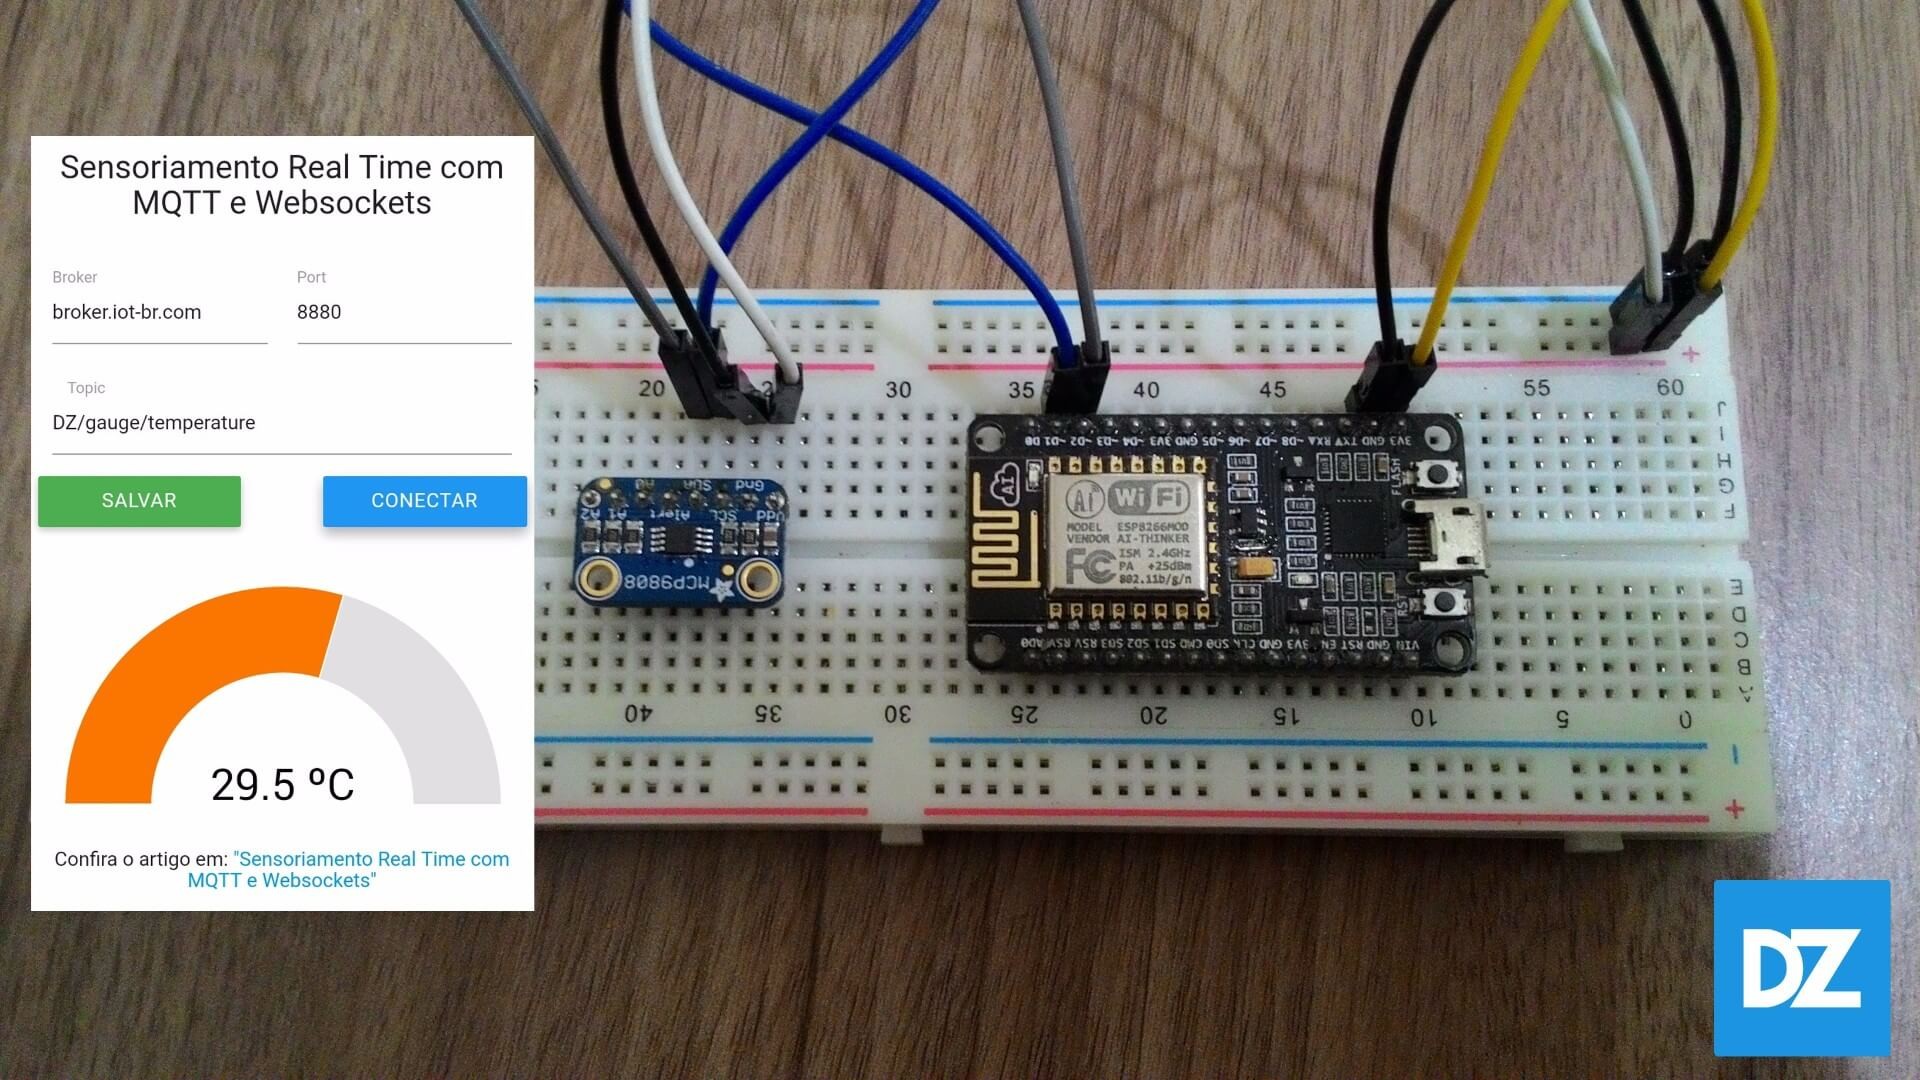 Sensoriamento Real Time com
MQTT e Websockets
Broker
Port
broker.iot-br.com
8880
Topic
DZ/gauge/temperature
SALVAR
CONECTAR
29.5 ºC
Confira o artigo em: "Sensoriamento Real Time com
MQTT e Websockets"
20
30
35
40
45
55
60
+
J
I
H
G
F
E
D
C
B
Gnd
SCL
Vdd
Alert
A1
A2
MCP9808
D0 ~D1 ~D2 ~D3 ~D4 3V3 GND ~D5 ~D6 ~D7 ~D8 RX TX GND 3V3
FLASH
AI
Ai WiFi
MODEL ESP8266MOD
VENDOR AI-THINKER
FC
ISM 2.4GHz
PA +25dBm
802.11b/g/n
RST
AD0 RSV RSV SD3 SD2 SD1 CMD SD0 CLK GND 3V3 EN RST GND VIN
40
35
30
25
20
15
10
5
0
-
+
DZ